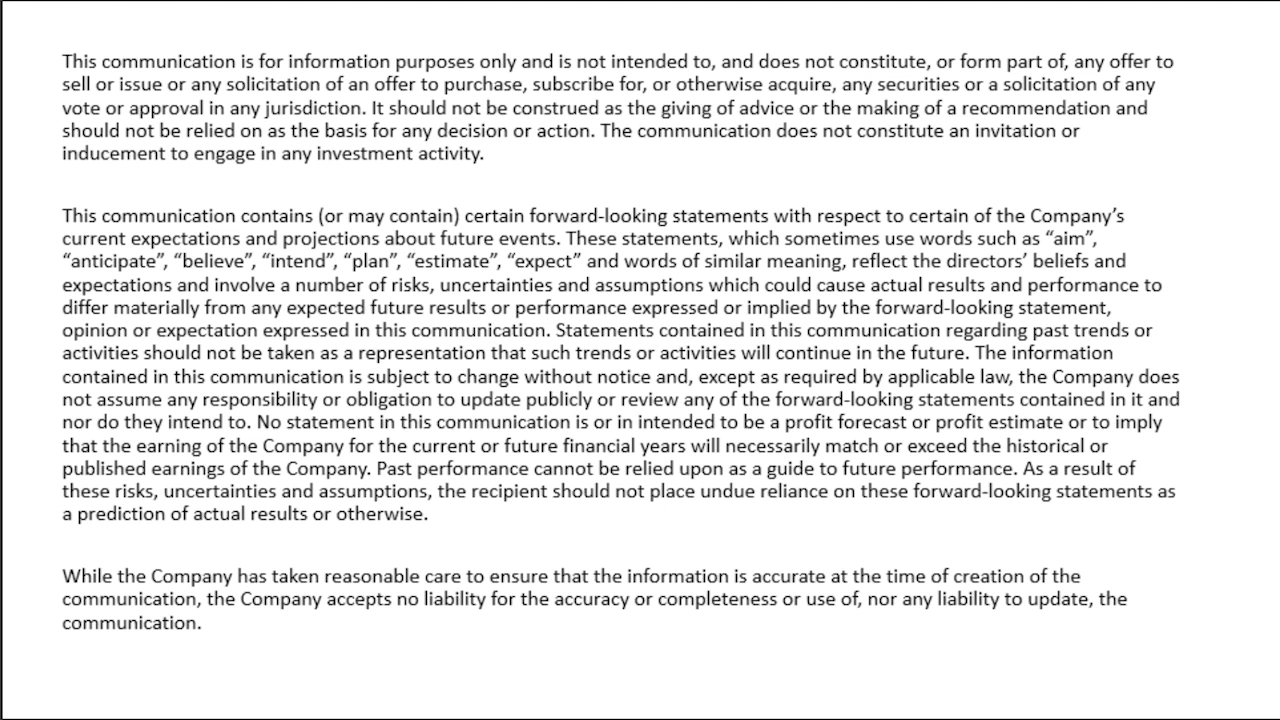 This communication is for information purposes only and is not intended to, and does not constitute, or form part of, any offer to
sell or issue or any solicitation of an offer to purchase, subscribe for, or otherwise acquire, any securities or a solicitation of any
vote or approval in any jurisdiction. It should not be construed as the giving of advice or the making of a recommendation and
should not be relied on as the basis for any decision or action. The communication does not constitute an invitation or
inducement to engage in any investment activity.
This communication contains (or may contain) certain forward-looking statements with respect to certain of the Company’s
current expectations and projections about future events. These statements, which sometimes use words such as “aim”,
“anticipate”, “believe”, “intend”, “plan”, “estimate”, “expect” and words of similar meaning, reflect the directors’ beliefs and
expectations and involve a number of risks, uncertainties and assumptions which could cause actual results and performance to
differ materially from any expected future results or performance expressed or implied by the forward-looking statement,
opinion or expectation expressed in this communication. Statements contained in this communication regarding past trends or
activities should not be taken as a representation that such trends or activities will continue in the future. The information
contained in this communication is subject to change without notice and, except as required by applicable law, the Company does
not assume any responsibility or obligation to update publicly or review any of the forward-looking statements contained in it and
nor do they intend to. No statement in this communication is or in intended to be a profit forecast or profit estimate or to imply
that the earning of the Company for the current or future financial years will necessarily match or exceed the historical or
published earnings of the Company. Past performance cannot be relied upon as a guide to future performance. As a result of
these risks, uncertainties and assumptions, the recipient should not place undue reliance on these forward-looking statements as
a prediction of actual results or otherwise.
While the Company has taken reasonable care to ensure that the information is accurate at the time of creation of the
communication, the Company accepts no liability for the accuracy or completeness or use of, nor any liability to update, the
communication.